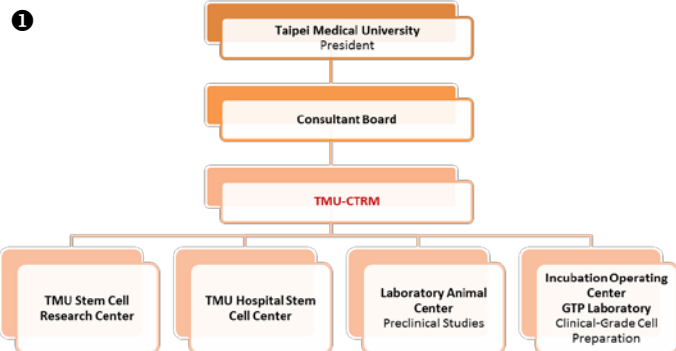 ❶
Taipei Medical University
President
Consultant Board
TMU-CTRM
TMU Stem Cell
Research Center
TMU Hospital Stem
Cell Center
Laboratory Animal
Center
Preclinical Studies
Incubation Operating
Center
GTP Laboratory
Clinical-Grade Cell
Preparation